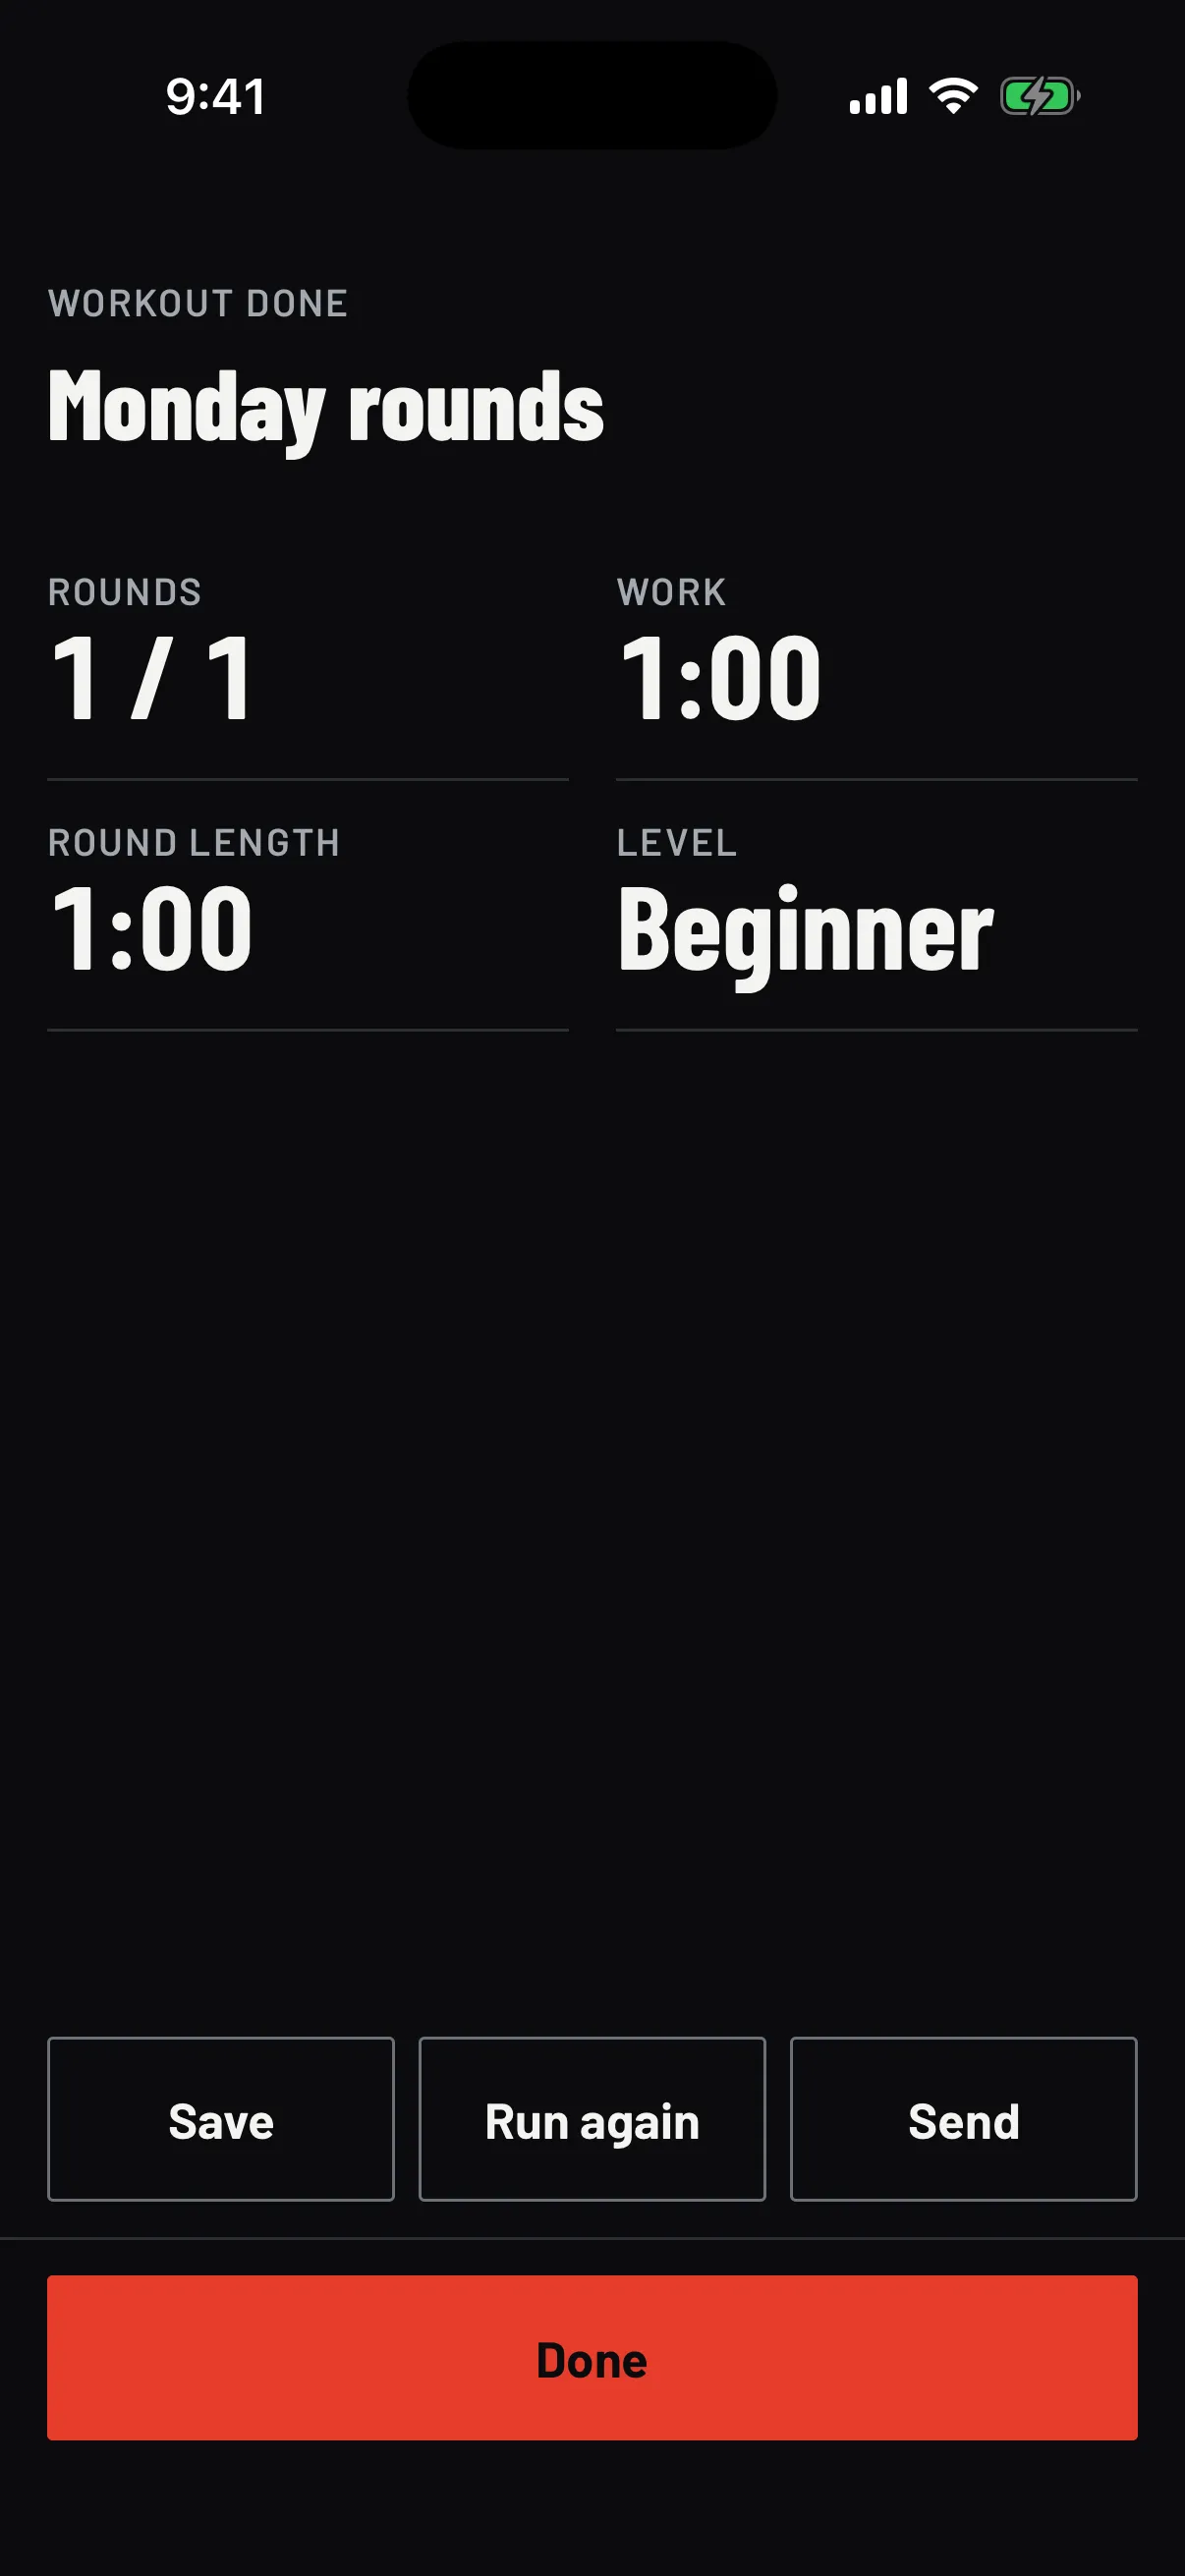 9:41
WORKOUT DONE
Monday rounds
ROUNDS
1 / 1
WORK
1:00
ROUND LENGTH
1:00
LEVEL
Beginner
Save
Run again
Send
Done